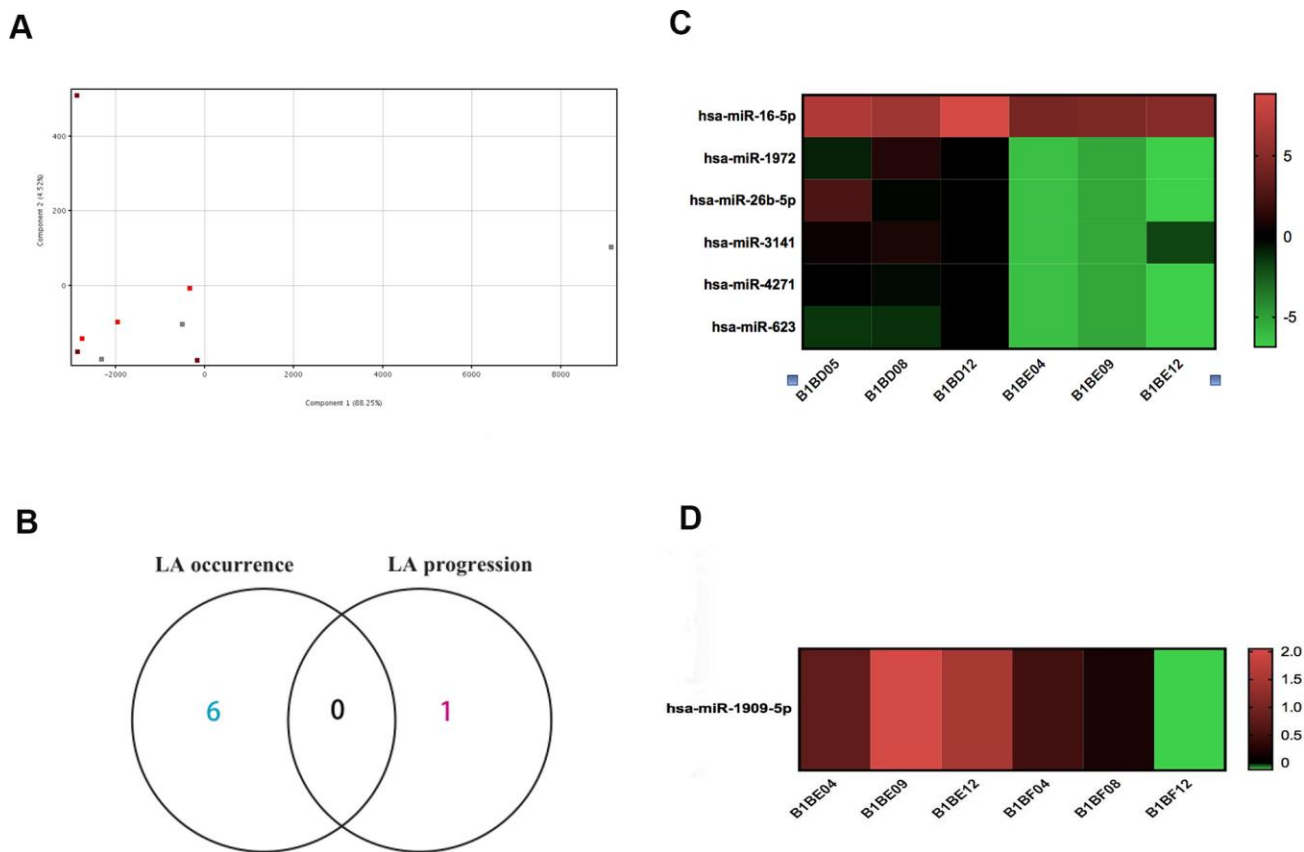 A
400
200
0
Component 2 (4.52%)
-2000
0
2000
4000
6000
8000
Component 1 (88.25%)
C
hsa-miR-16-5p
hsa-miR-1972
hsa-miR-26b-5p
hsa-miR-3141
hsa-miR-4271
hsa-miR-623
5
0
-5
B1BD05
B1BD08
B1BD12
B1BE04
B1BE09
B1BE12
B
LA occurrence
LA progression
6
0
1
D
hsa-miR-1909-5p
2.0
1.5
1.0
0.5
0
B1BE04
B1BE09
B1BE12
B1BF04
B1BF08
B1BF12